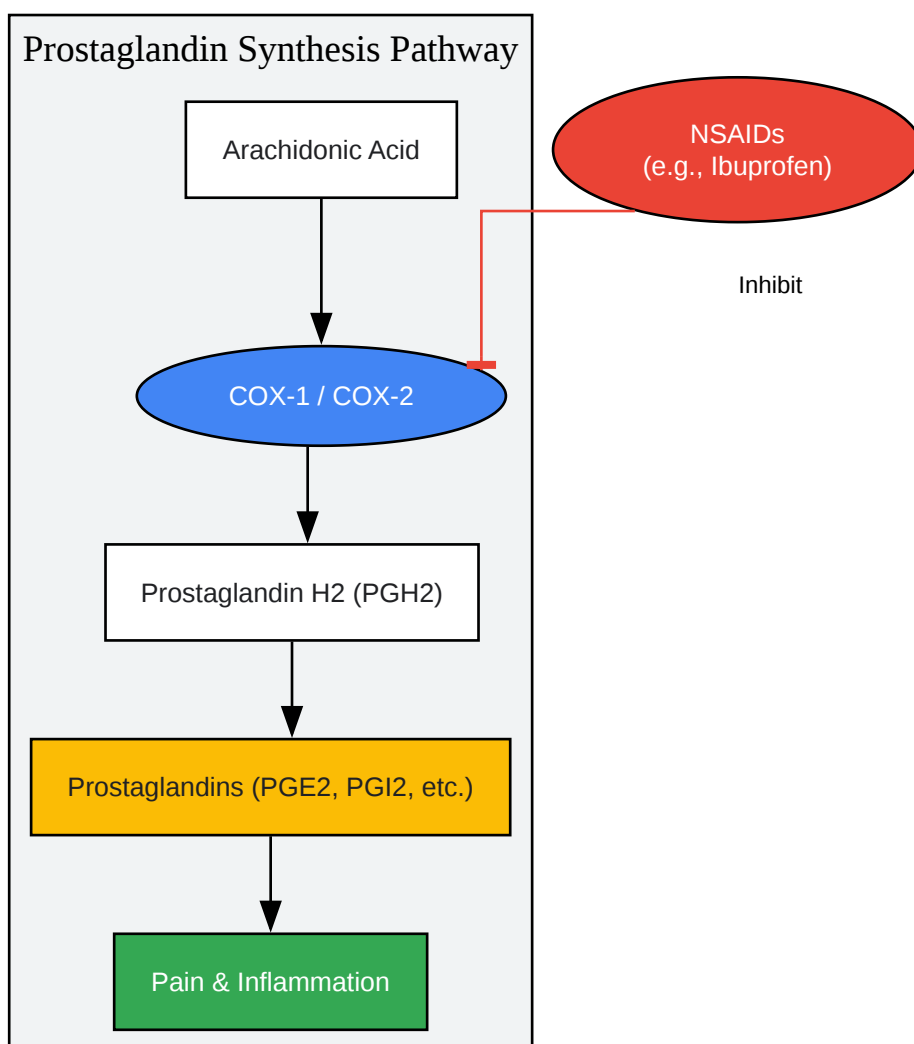 Prostaglandin Synthesis Pathway
Arachidonic Acid
NSAIDs
(e.g., Ibuprofen)
Inhibit
COX-1 / COX-2
Prostaglandin H2 (PGH2)
Prostaglandins (PGE2, PGI2, etc.)
Pain & Inflammation